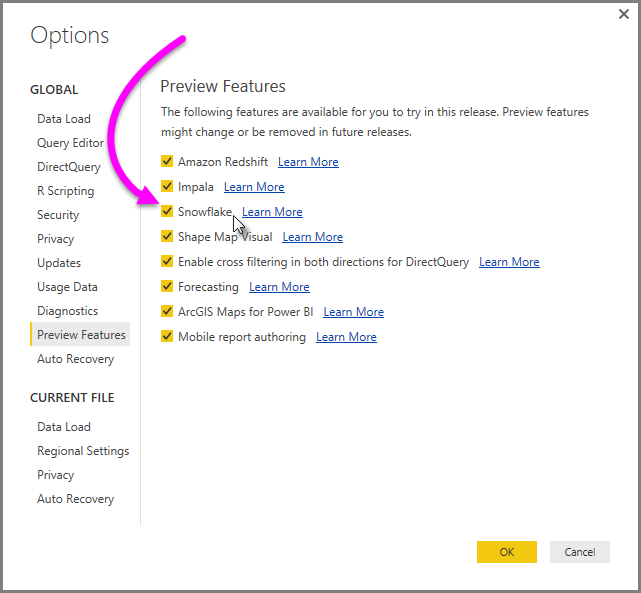 Options
GLOBAL
Data Load
Query Editor
DirectQuery
R Scripting
Security
Privacy
Updates
Usage Data
Diagnostics
Preview Features
Auto Recovery
CURRENT FILE
Data Load
Regional Settings
Privacy
Auto Recovery
Preview Features
The following features are available for you to try in this release. Preview features
might change or be removed in future releases.
Amazon Redshift Learn More
Impala Learn More
Snowflake Learn More
Shape Map Visual Learn More
Enable cross filtering in both directions for DirectQuery Learn More
Forecasting Learn More
ArcGIS Maps for Power BI Learn More
Mobile report authoring Learn More
OK Cancel